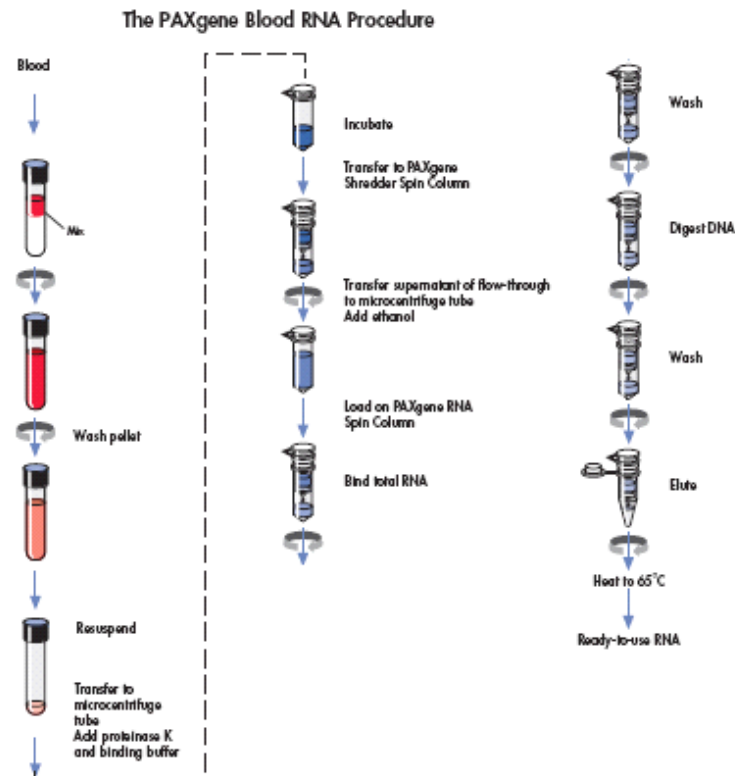 The PAXgene Blood RNA Procedure
Blood
Mix
Wash pellet
Resuspend
Transfer to
microcentrifuge
tube
Add proteinase K
and binding buffer
Incubate
Transfer to PAXgene
Shredder Spin Column
Transfer supernatant of flow-through
to microcentrifuge tube
Add ethanol
Load on PAXgene RNA
Spin Column
Bind total RNA
Wash
Digest DNA
Wash
Elute
Heat to 65°C
Ready-to-use RNA